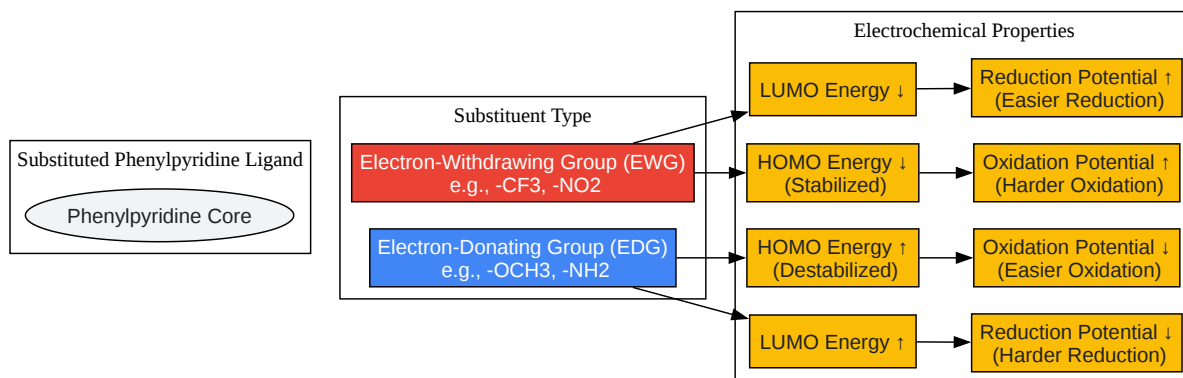 Substituted Phenylpyridine Ligand
Phenylpyridine Core
Substituent Type
Electron-Withdrawing Group (EWG)
e.g., -CF3, -NO2
Electron-Donating Group (EDG)
e.g., -OCH3, -NH2
Electrochemical Properties
LUMO Energy ↓
Reduction Potential ↑
(Easier Reduction)
HOMO Energy ↓
(Stabilized)
Oxidation Potential ↑
(Harder Oxidation)
HOMO Energy ↑
(Destabilized)
Oxidation Potential ↓
(Easier Oxidation)
LUMO Energy ↑
Reduction Potential ↓
(Harder Reduction)